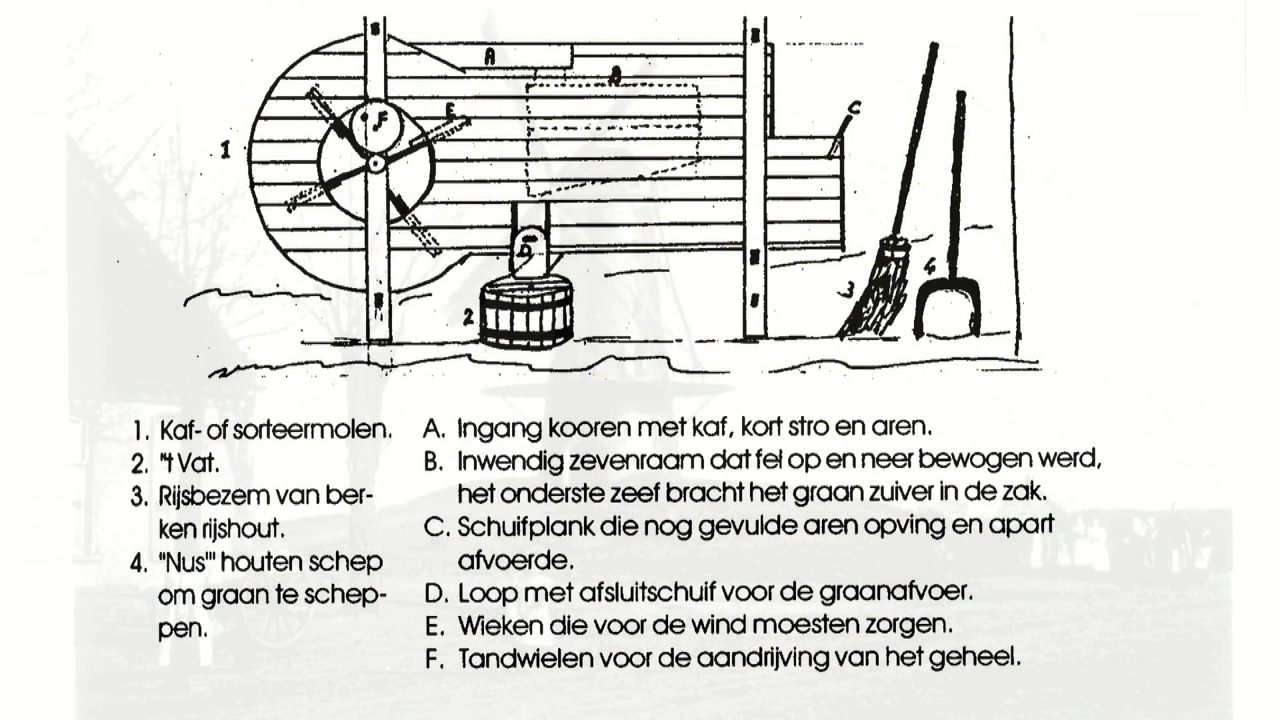 A
B
C
E
F
1
D
2
3
4
1. Kaf- of sorteermolen.
2. "t Vat.
3. Rijsbezem van ber-
ken rijshout.
4. "Nus"' houten schep
om graan te schep-
pen.
A. Ingang kooren met kaf, kort stro en aren.
B. Inwendig zevenraam dat fel op en neer bewogen werd,
het onderste zeef bracht het graan zuiver in de zak.
C. Schuifplank die nog gevulde aren opving en apart
afvoerde.
D. Loop met afsluitschuif voor de graanafvoer.
E. Wieken die voor de wind moesten zorgen.
F. Tandwielen voor de aandrijving van het geheel.